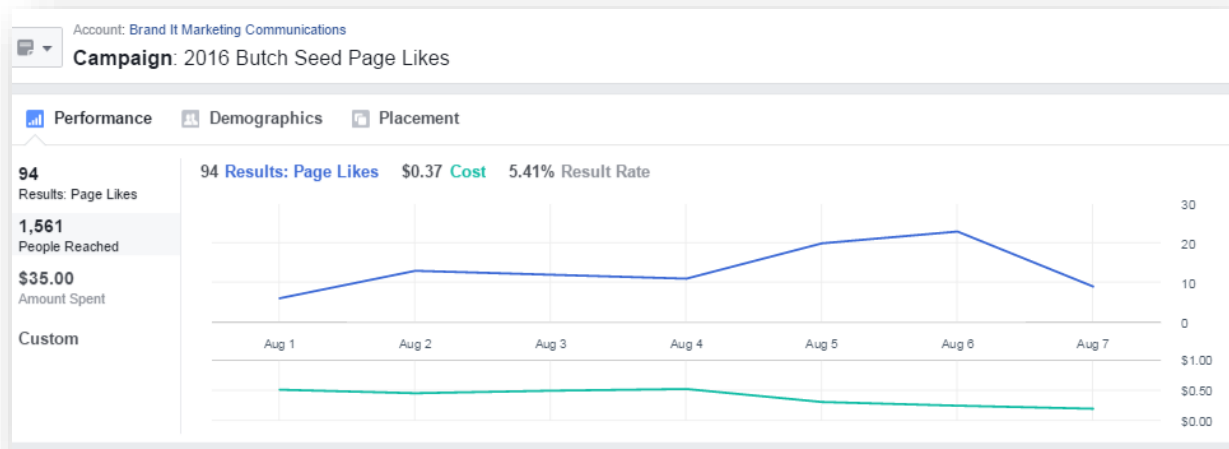 Account: Brand It Marketing Communications
Campaign: 2016 Butch Seed Page Likes
Performance Demographics Placement
94
Results: Page Likes
1,561
People Reached
$35.00
Amount Spent
Custom
94 Results: Page Likes $0.37 Cost 5.41% Result Rate
30
20
10
0
Aug 1 Aug 2 Aug 3 Aug 4 Aug 5 Aug 6 Aug 7
$1.00
$0.50
$0.00